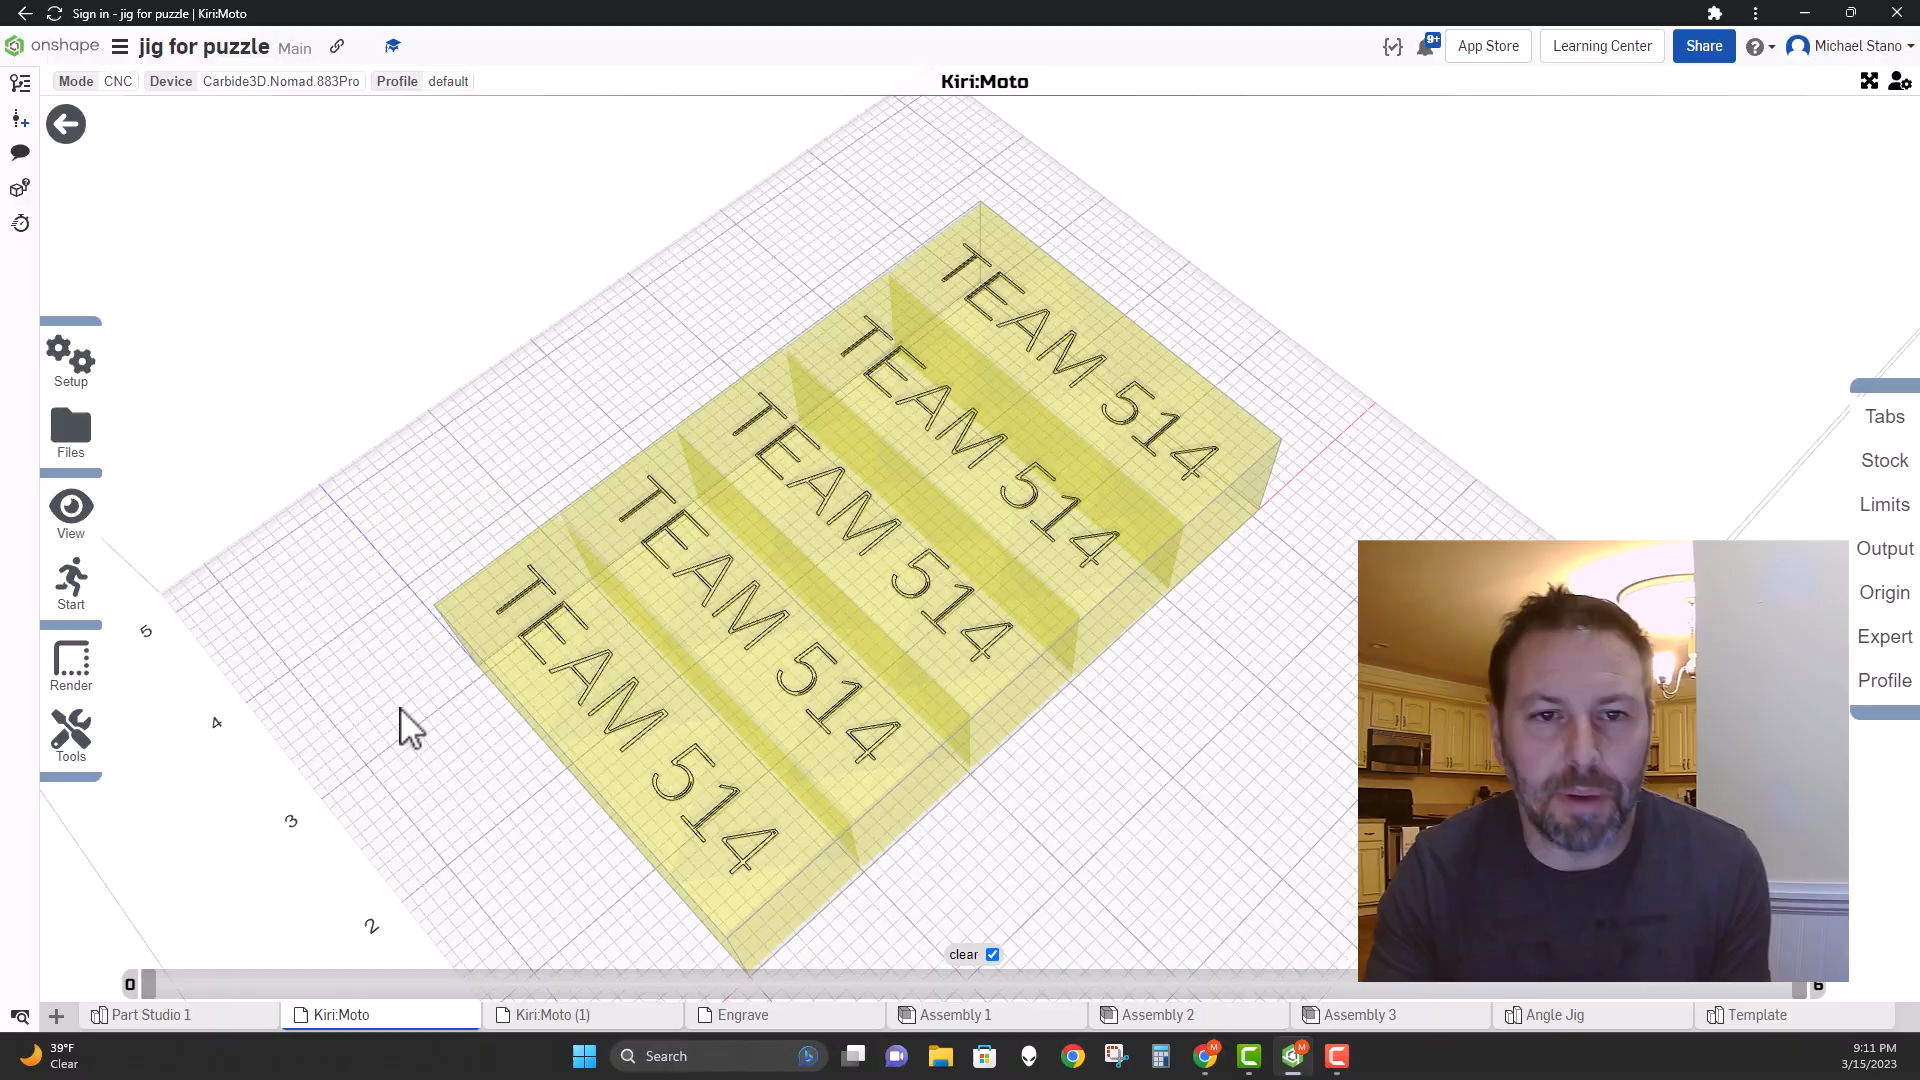 Sign in - jig for puzzle | Kiri:Moto
onshape
jig for puzzle Main
9+
App Store
Learning Center
Share
Michael Stano
Mode CNC Device Carbide3D.Nomad.883Pro Profile default
Kiri:Moto
Setup
Files
View
Start
Render
Tools
TEAM 514
TEAM 514
TEAM 514
TEAM 514
TEAM 514
5
4
3
2
Tabs
Stock
Limits
Output
Origin
Expert
Profile
clear
0
6
Part Studio 1
Kiri:Moto
Kiri:Moto (1)
Engrave
Assembly 1
Assembly 2
Assembly 3
Angle Jig
Template
39°F
Clear
Search
M
M
9:11 PM
3/15/2023